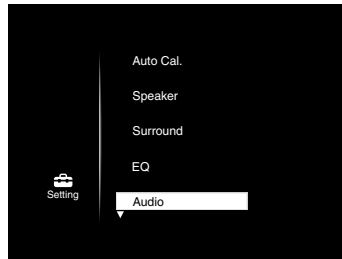 Auto Cal.
Speaker
Surround
EQ
Setting
Audio